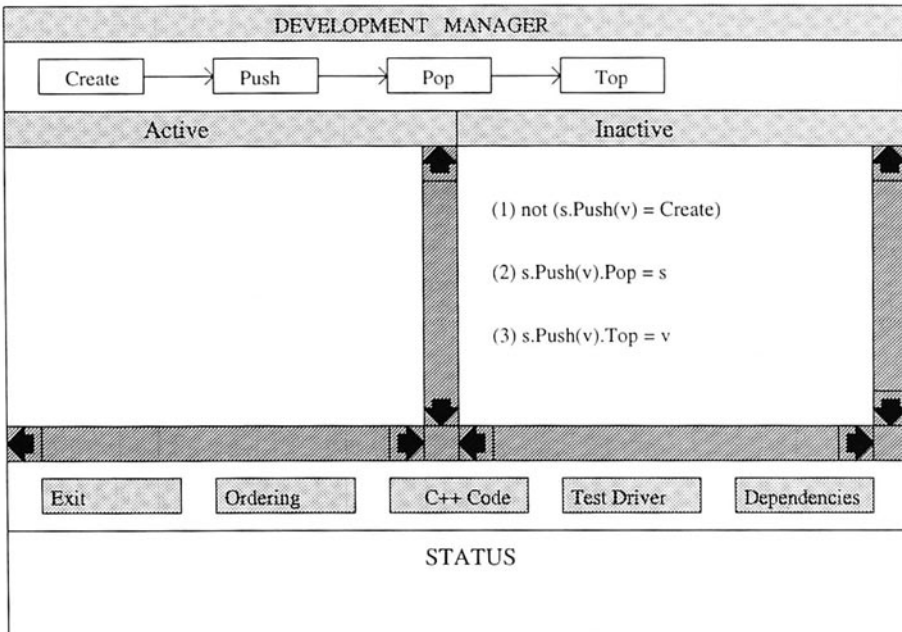 DEVELOPMENT MANAGER
Create Push Pop Top
Active Inactive
(1) not (s.Push(v) = Create)
(2) s.Push(v).Pop = s
(3) s.Push(v).Top = v
Exit Ordering C++ Code Test Driver Dependencies
STATUS